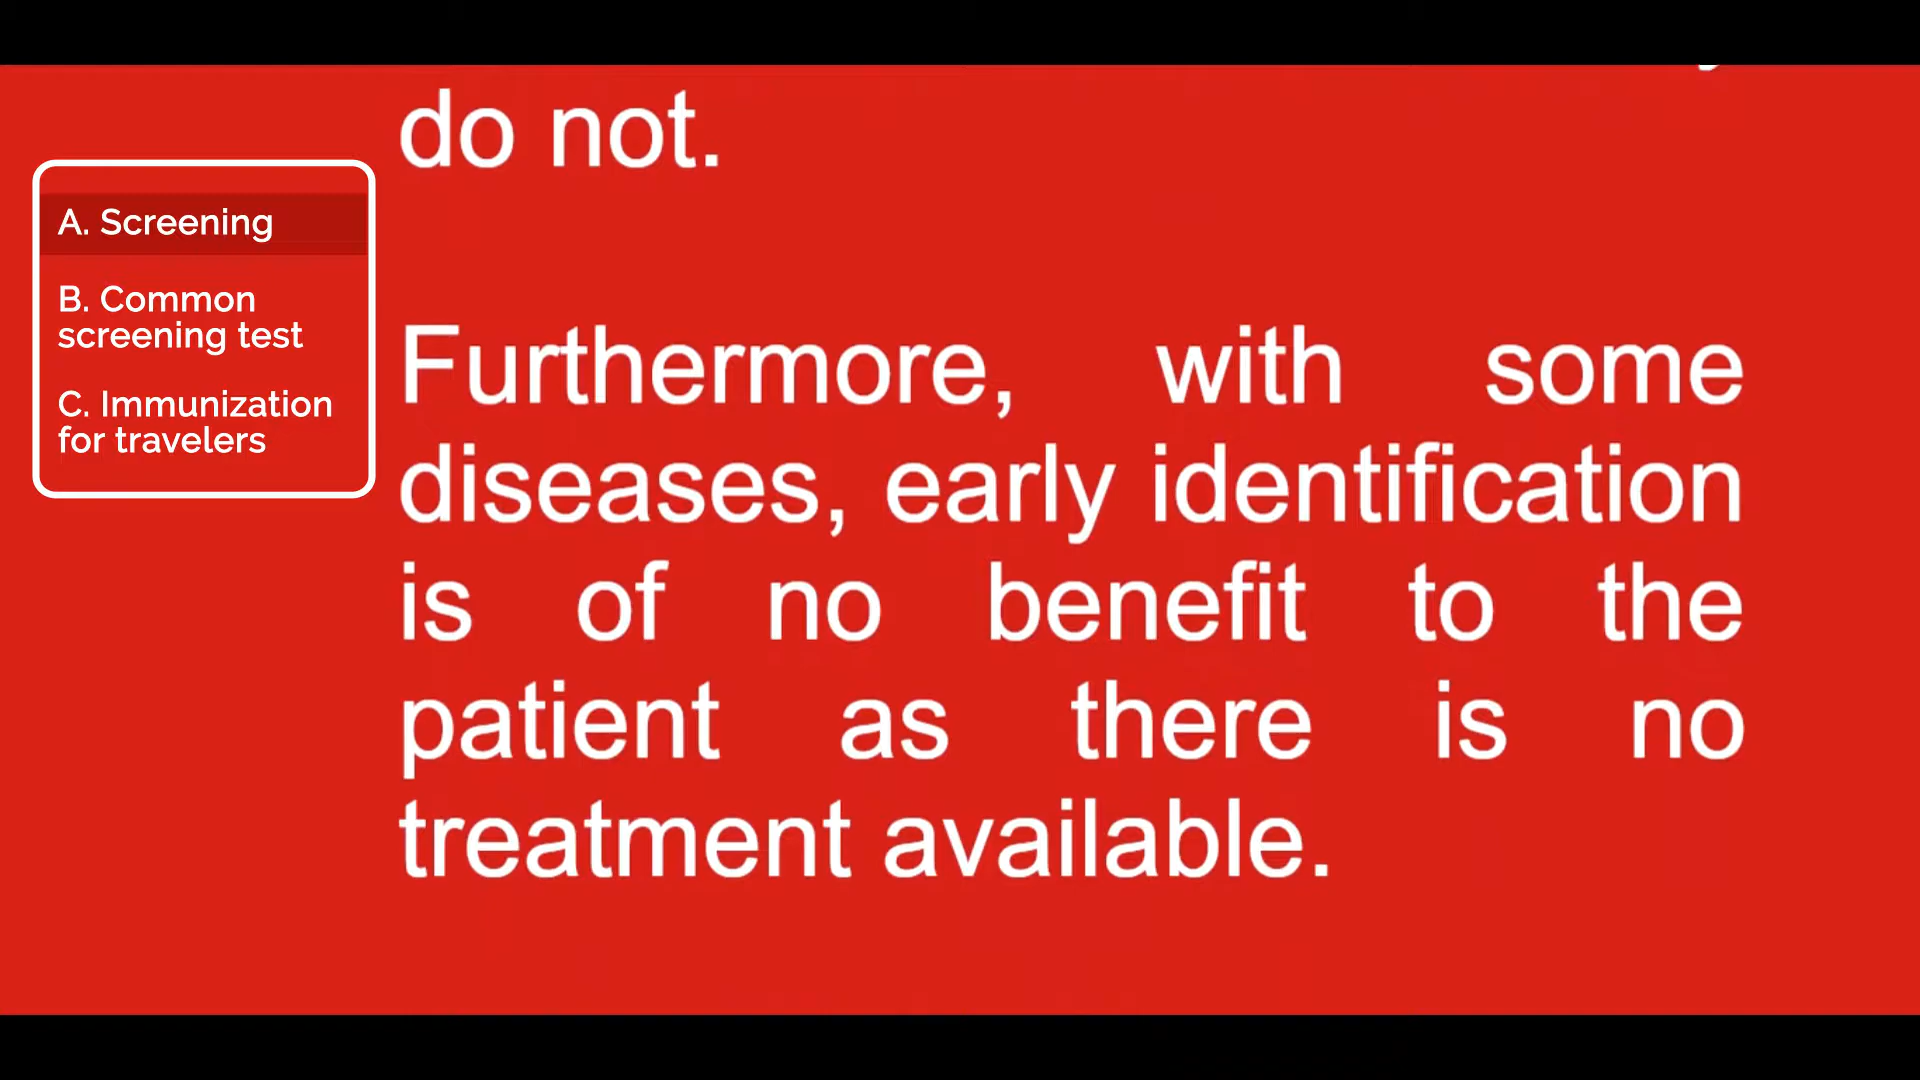 do not.
A. Screening
B. Common
screening test
C. Immunization
for travelers
Furthermore, with some
diseases, early identification
is of no benefit to the
patient as there is no
treatment available.